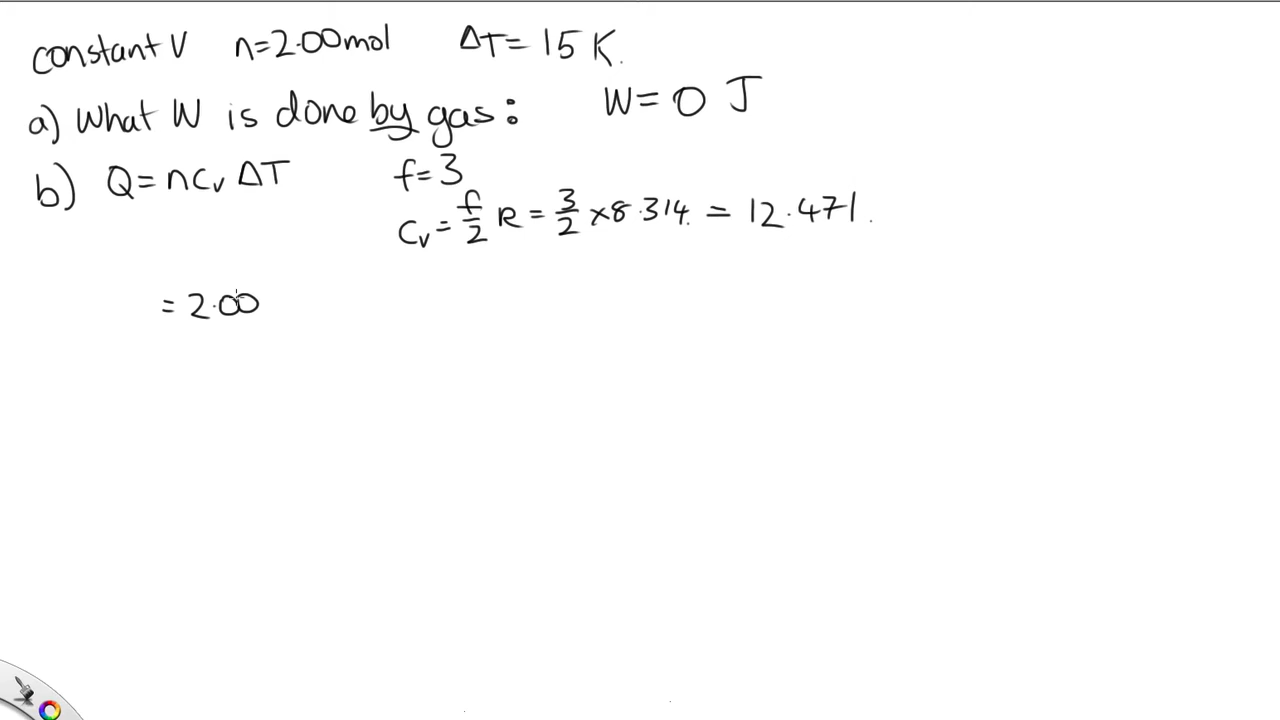 constant V n=2.00mol ΔT= 15 K.
a) What W is done by gas: W= 0 J
b) Q= ncᵥ ΔT f=3
cᵥ = f/2 R = 3/2 ×8.314 = 12.471.
= 2.00